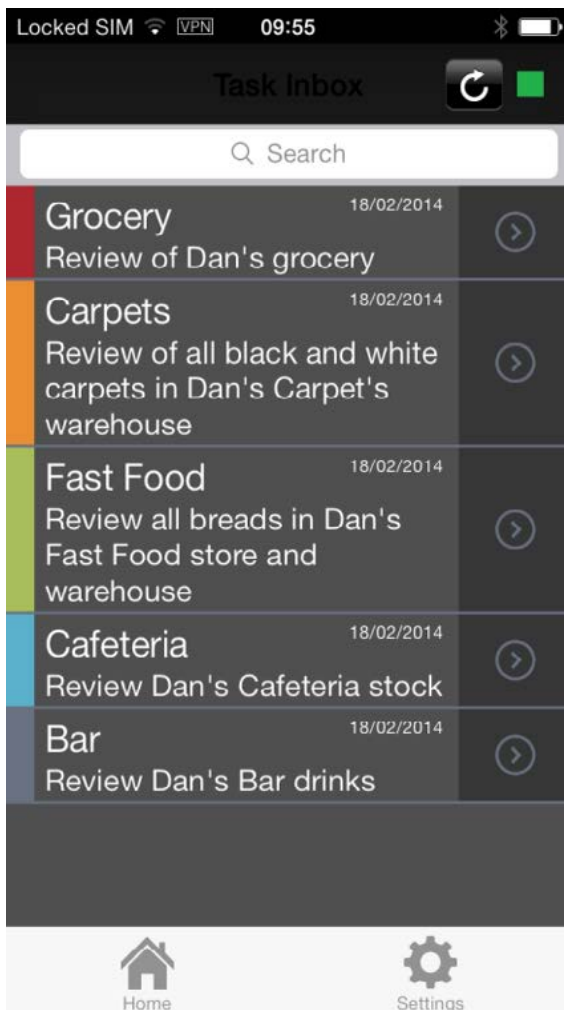 Locked SIM VPN 09:55
Task Inbox
Search
Grocery 18/02/2014
Review of Dan's grocery
Carpets 18/02/2014
Review of all black and white
carpets in Dan's Carpet's
warehouse
Fast Food 18/02/2014
Review all breads in Dan's
Fast Food store and
warehouse
Cafeteria 18/02/2014
Review Dan's Cafeteria stock
Bar 18/02/2014
Review Dan's Bar drinks
Home Settings